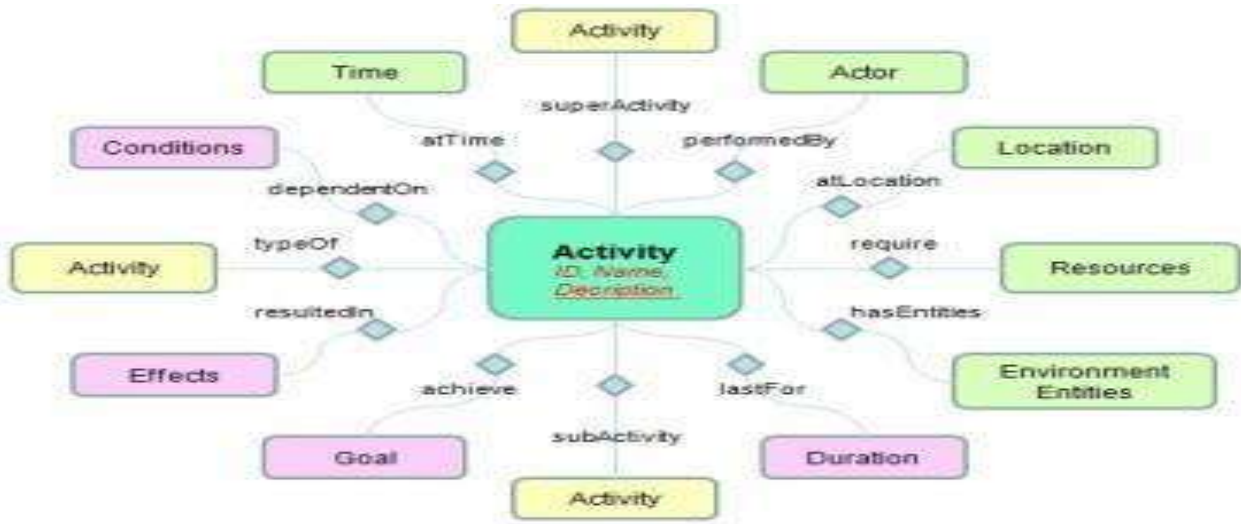 Activity
Time
Actor
superActivity
atTime
performedBy
Conditions
Location
dependentOn
atLocation
typeOf
Activity
ID, Name,
Decription
require
Activity
Resources
resultedIn
hasEntities
Effects
achieve
lastFor
Environment
Entities
subActivity
Goal
Duration
Activity